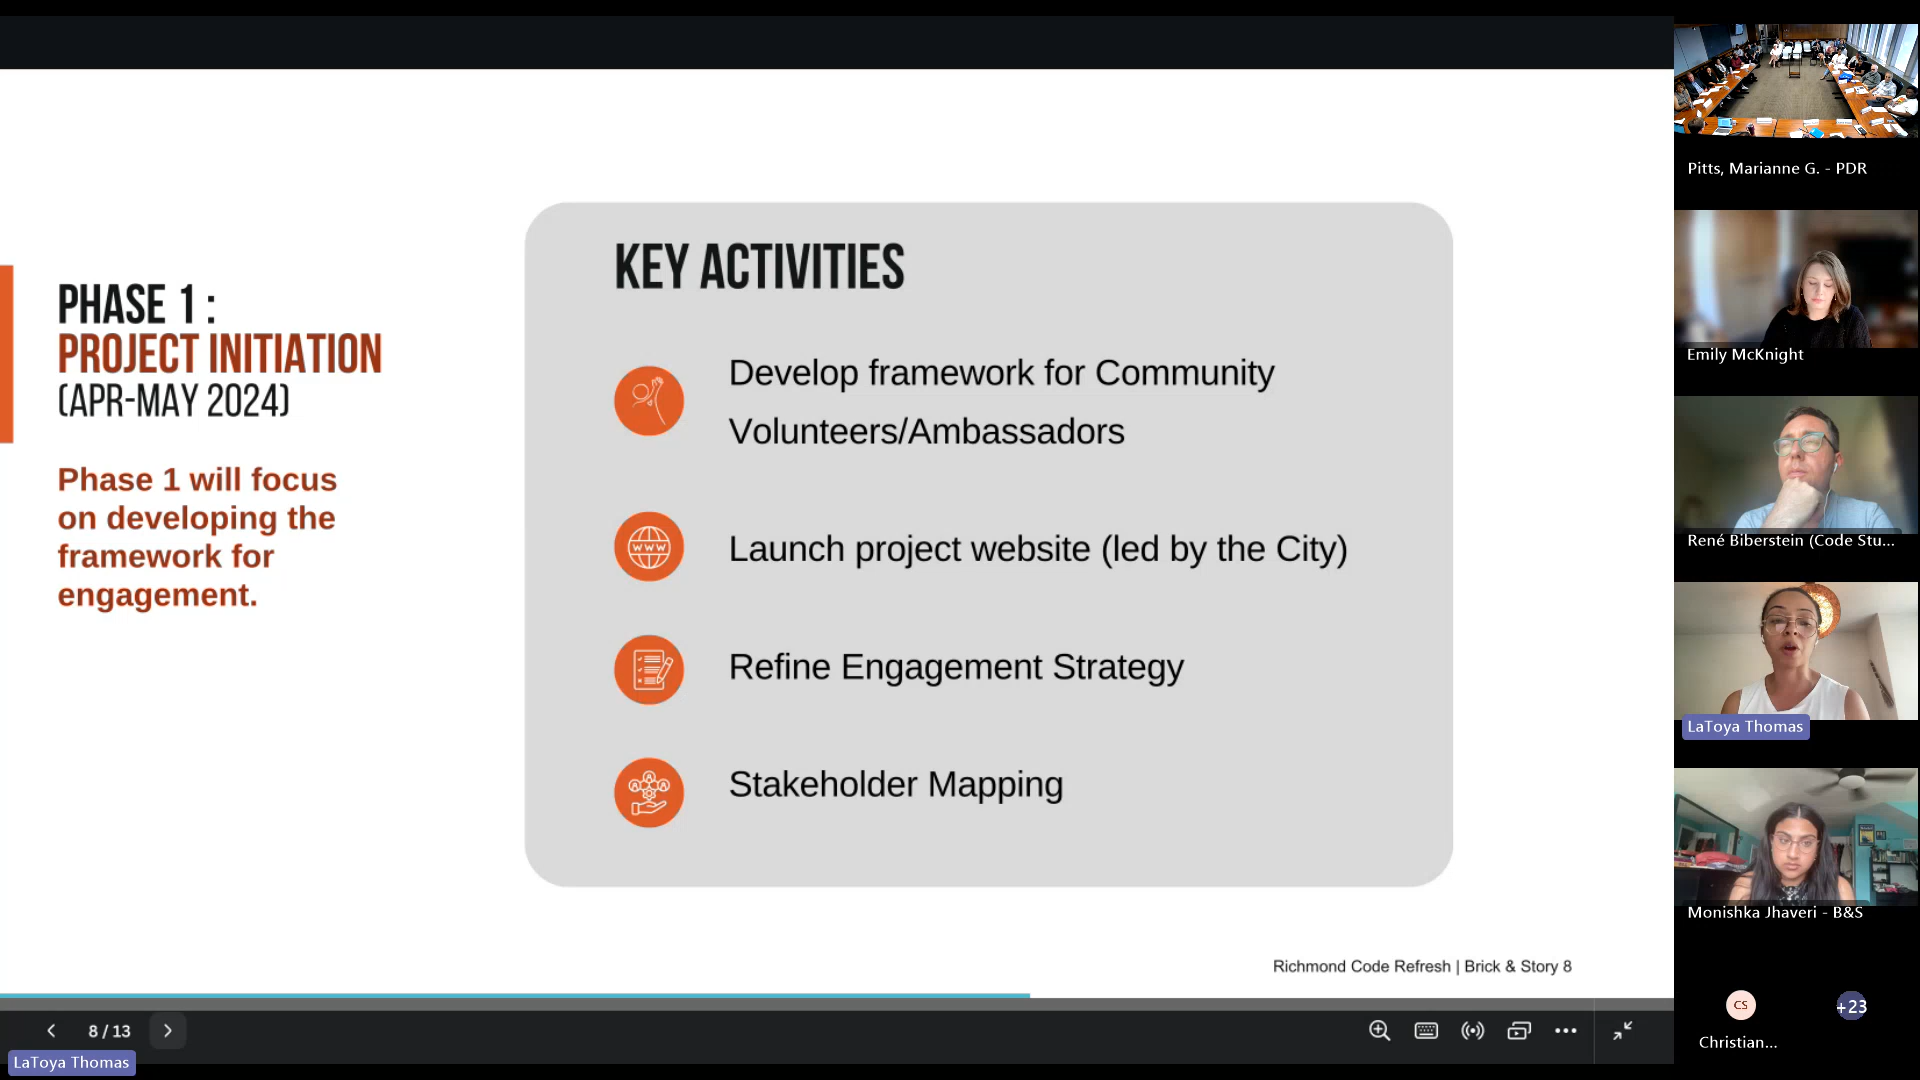 PHASE 1 :
PROJECT INITIATION
(APR-MAY 2024)
Phase 1 will focus
on developing the
framework for
engagement.
KEY ACTIVITIES
Develop framework for Community
Volunteers/Ambassadors
WWW
Launch project website (led by the City)
Refine Engagement Strategy
Stakeholder Mapping
Richmond Code Refresh | Brick & Story 8
8 / 13
LaToya Thomas
Pitts, Marianne G. - PDR
Emily McKnight
René Biberstein (Code Stu...
LaToya Thomas
Monishka Jhaveri - B&S
CS
+23
Christian...